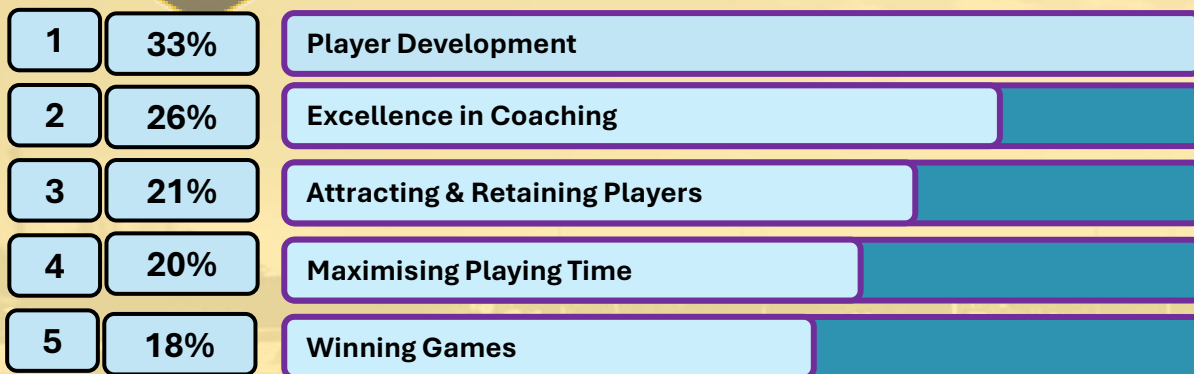 1 33% Player Development
2 26% Excellence in Coaching
3 21% Attracting & Retaining Players
4 20% Maximising Playing Time
5 18% Winning Games